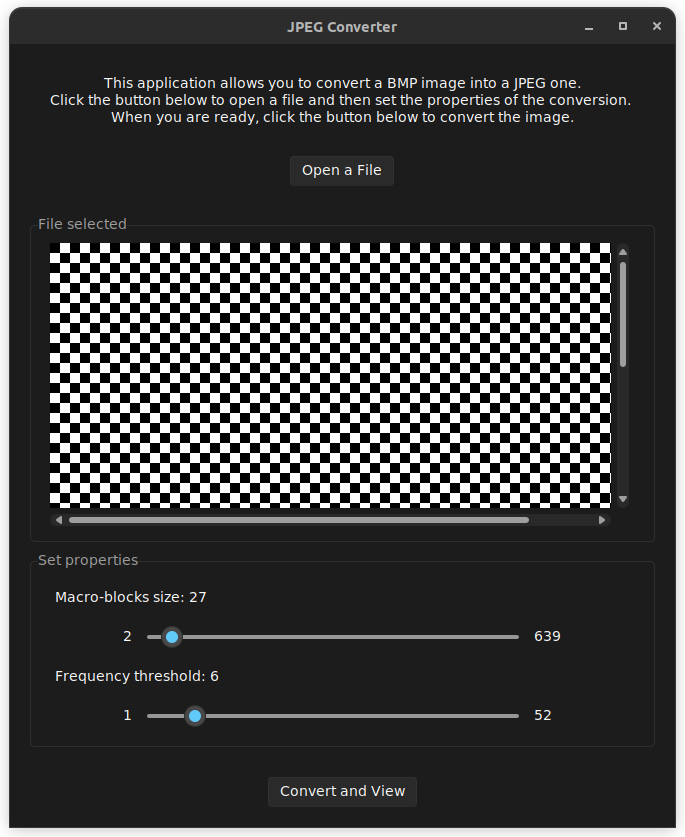 JPEG Converter
This application allows you to convert a BMP image into a JPEG one.
Click the button below to open a file and then set the properties of the conversion.
When you are ready, click the button below to convert the image.
Open a File
File selected
Set properties
Macro-blocks size: 27
2 639
Frequency threshold: 6
1 52
Convert and View